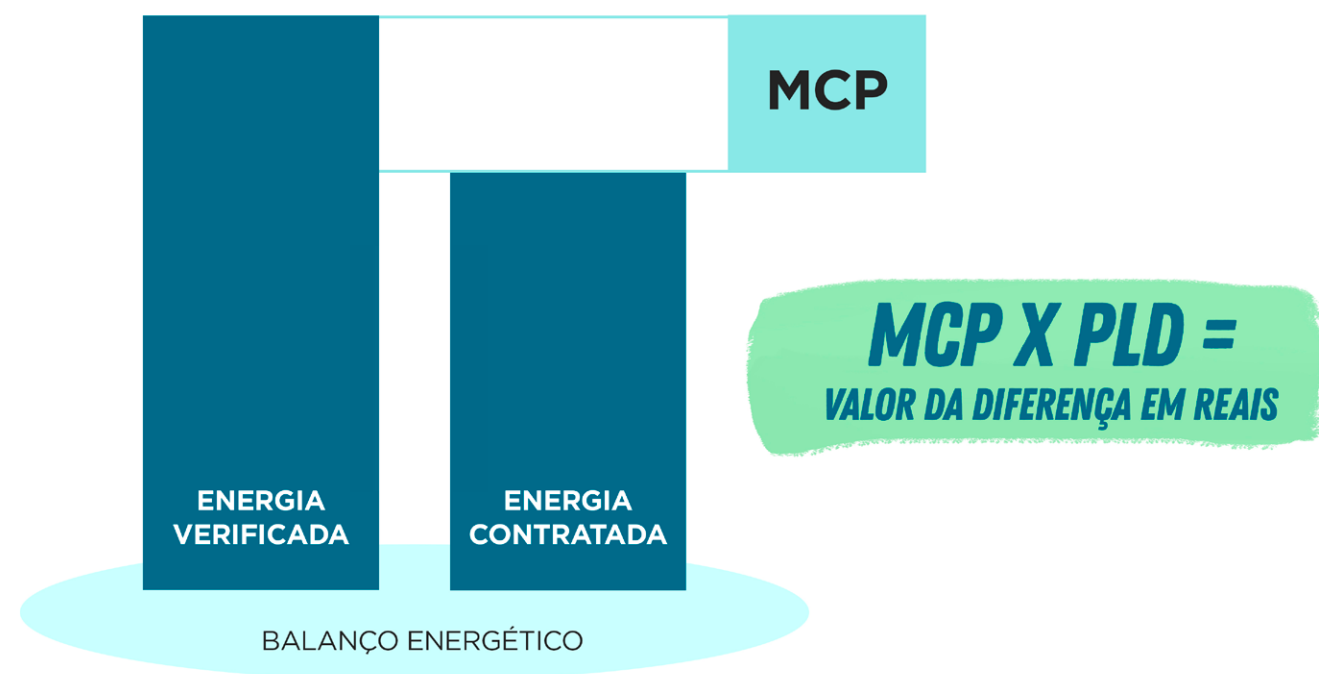 MCP
MCP X PLD =
VALOR DA DIFERENÇA EM REAIS
ENERGIA
VERIFICADA
ENERGIA
CONTRATADA
BALANÇO ENERGÉTICO